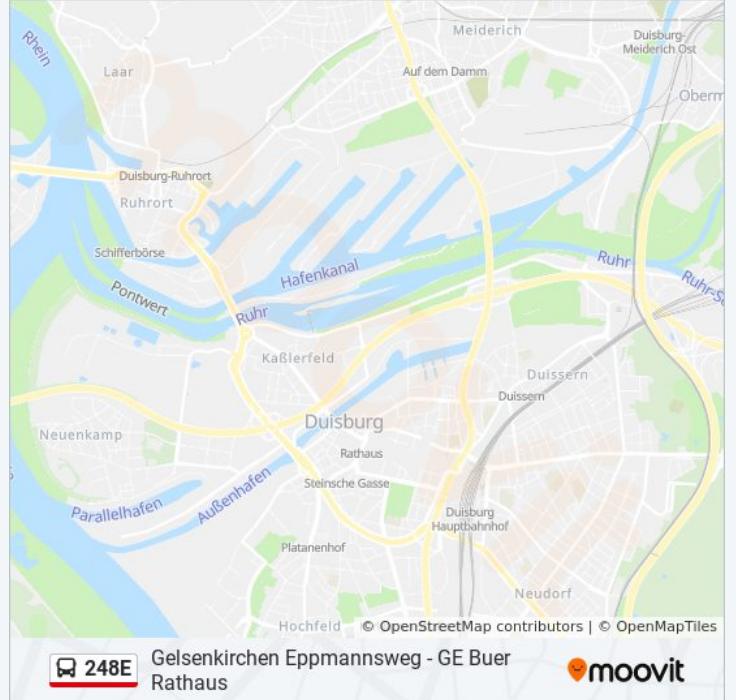 Rhein
Meiderich
Duisburg-
Meiderich Ost
Laar
Auf dem Damm
Duisburg-Ruhrort
Ruhrort
Schifferbörse
Hafenkanal
Ruhr
Pontwert
Ruhr
Kaßlerfeld
Duissern
Duissern
Duisburg
Neuenkamp
Rathaus
Steinsche Gasse
Außenhafen
Parallelhafen
Duisburg
Hauptbahnhof
Platanenhof
Neudorf
Hochfeld
© OpenStreetMap contributors | © OpenMapTiles
248E
Gelsenkirchen Eppmannsweg - GE Buer
Rathaus
moovit